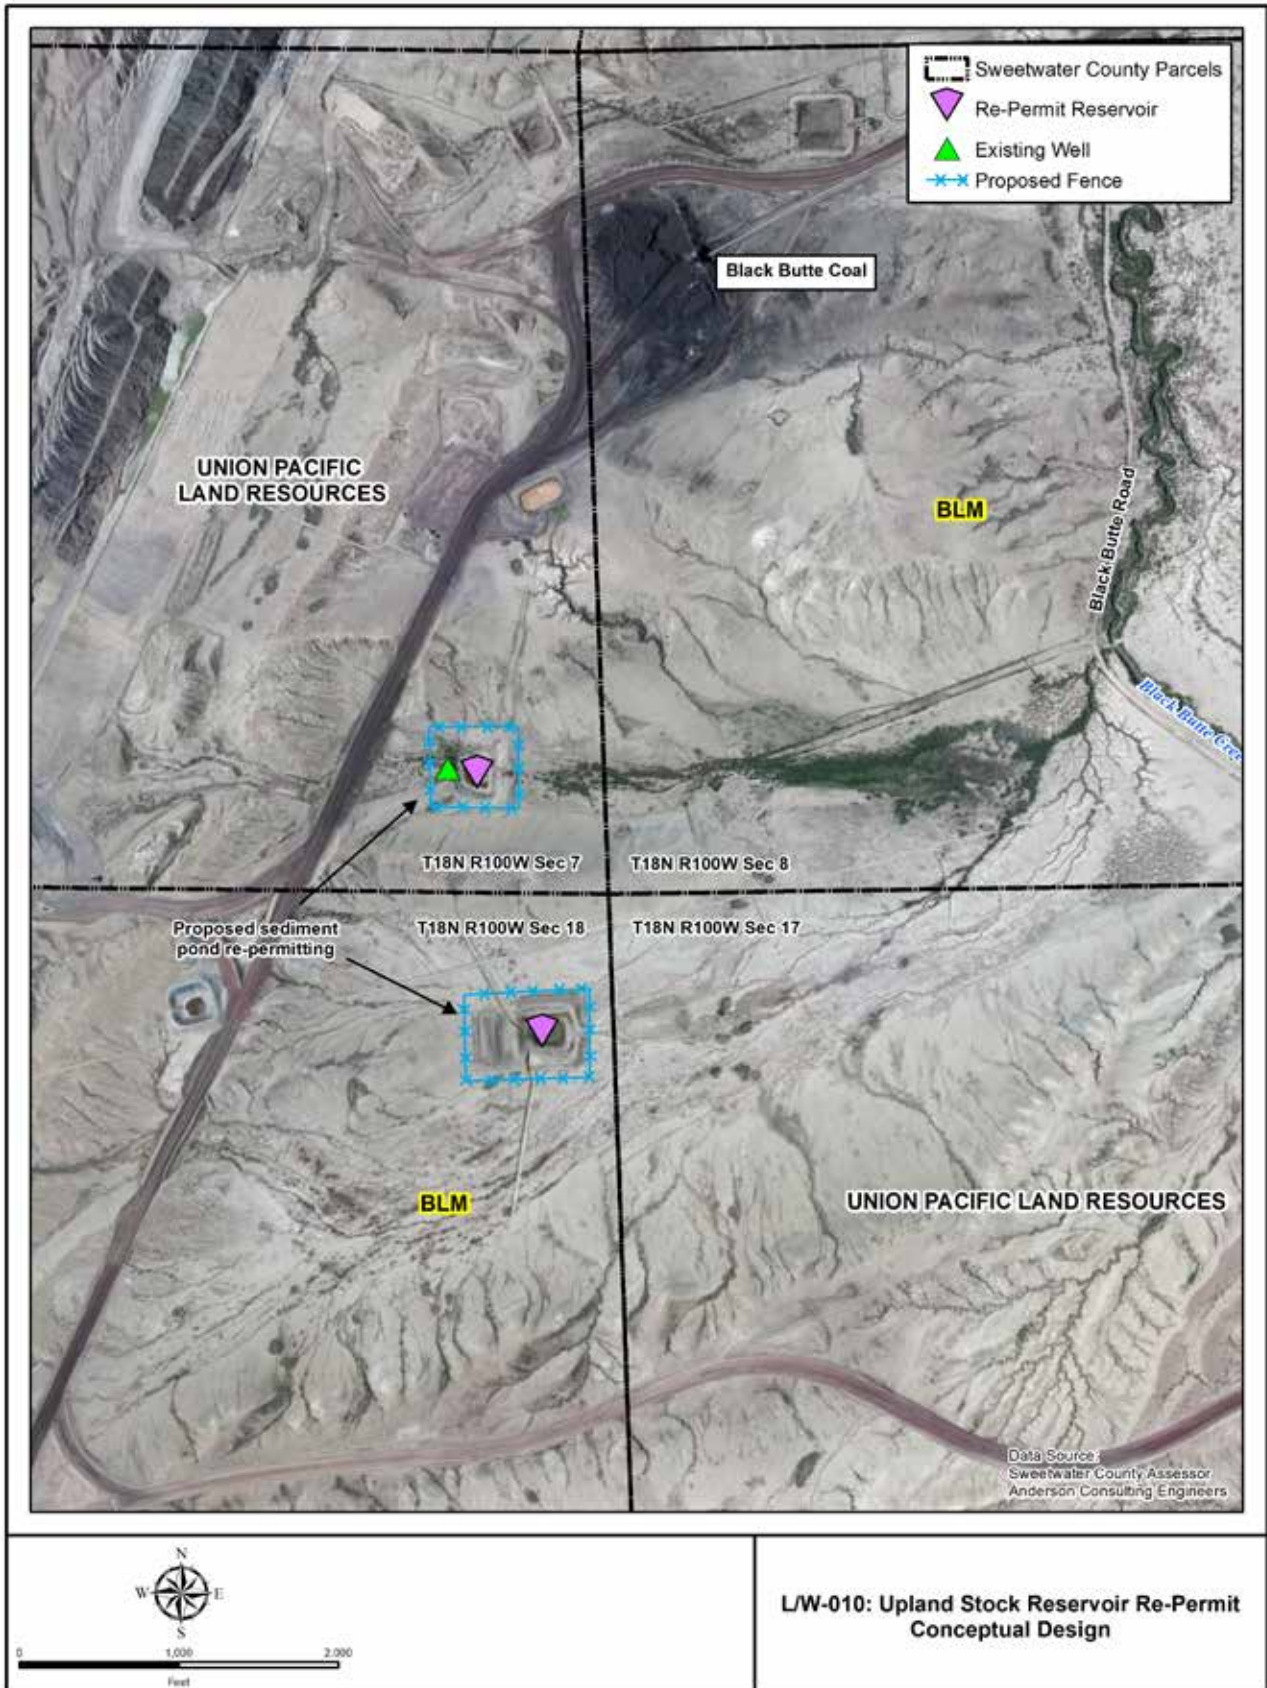 Sweetwater County Parcels
Re-Permit Reservoir
Existing Well
Proposed Fence
Black Butte Coal
UNION PACIFIC
LAND RESOURCES
BLM
Black Butte Road
Black Butte Cree
T18N R100W Sec 7
T18N R100W Sec 8
Proposed sediment
pond re-permitting
T18N R100W Sec 18
T18N R100W Sec 17
BLM
UNION PACIFIC LAND RESOURCES
Data Source:
Sweetwater County Assessor
Anderson Consulting Engineers
N
W E
S
0 1,000 2,000
Feet
L/W-010: Upland Stock Reservoir Re-Permit
Conceptual Design